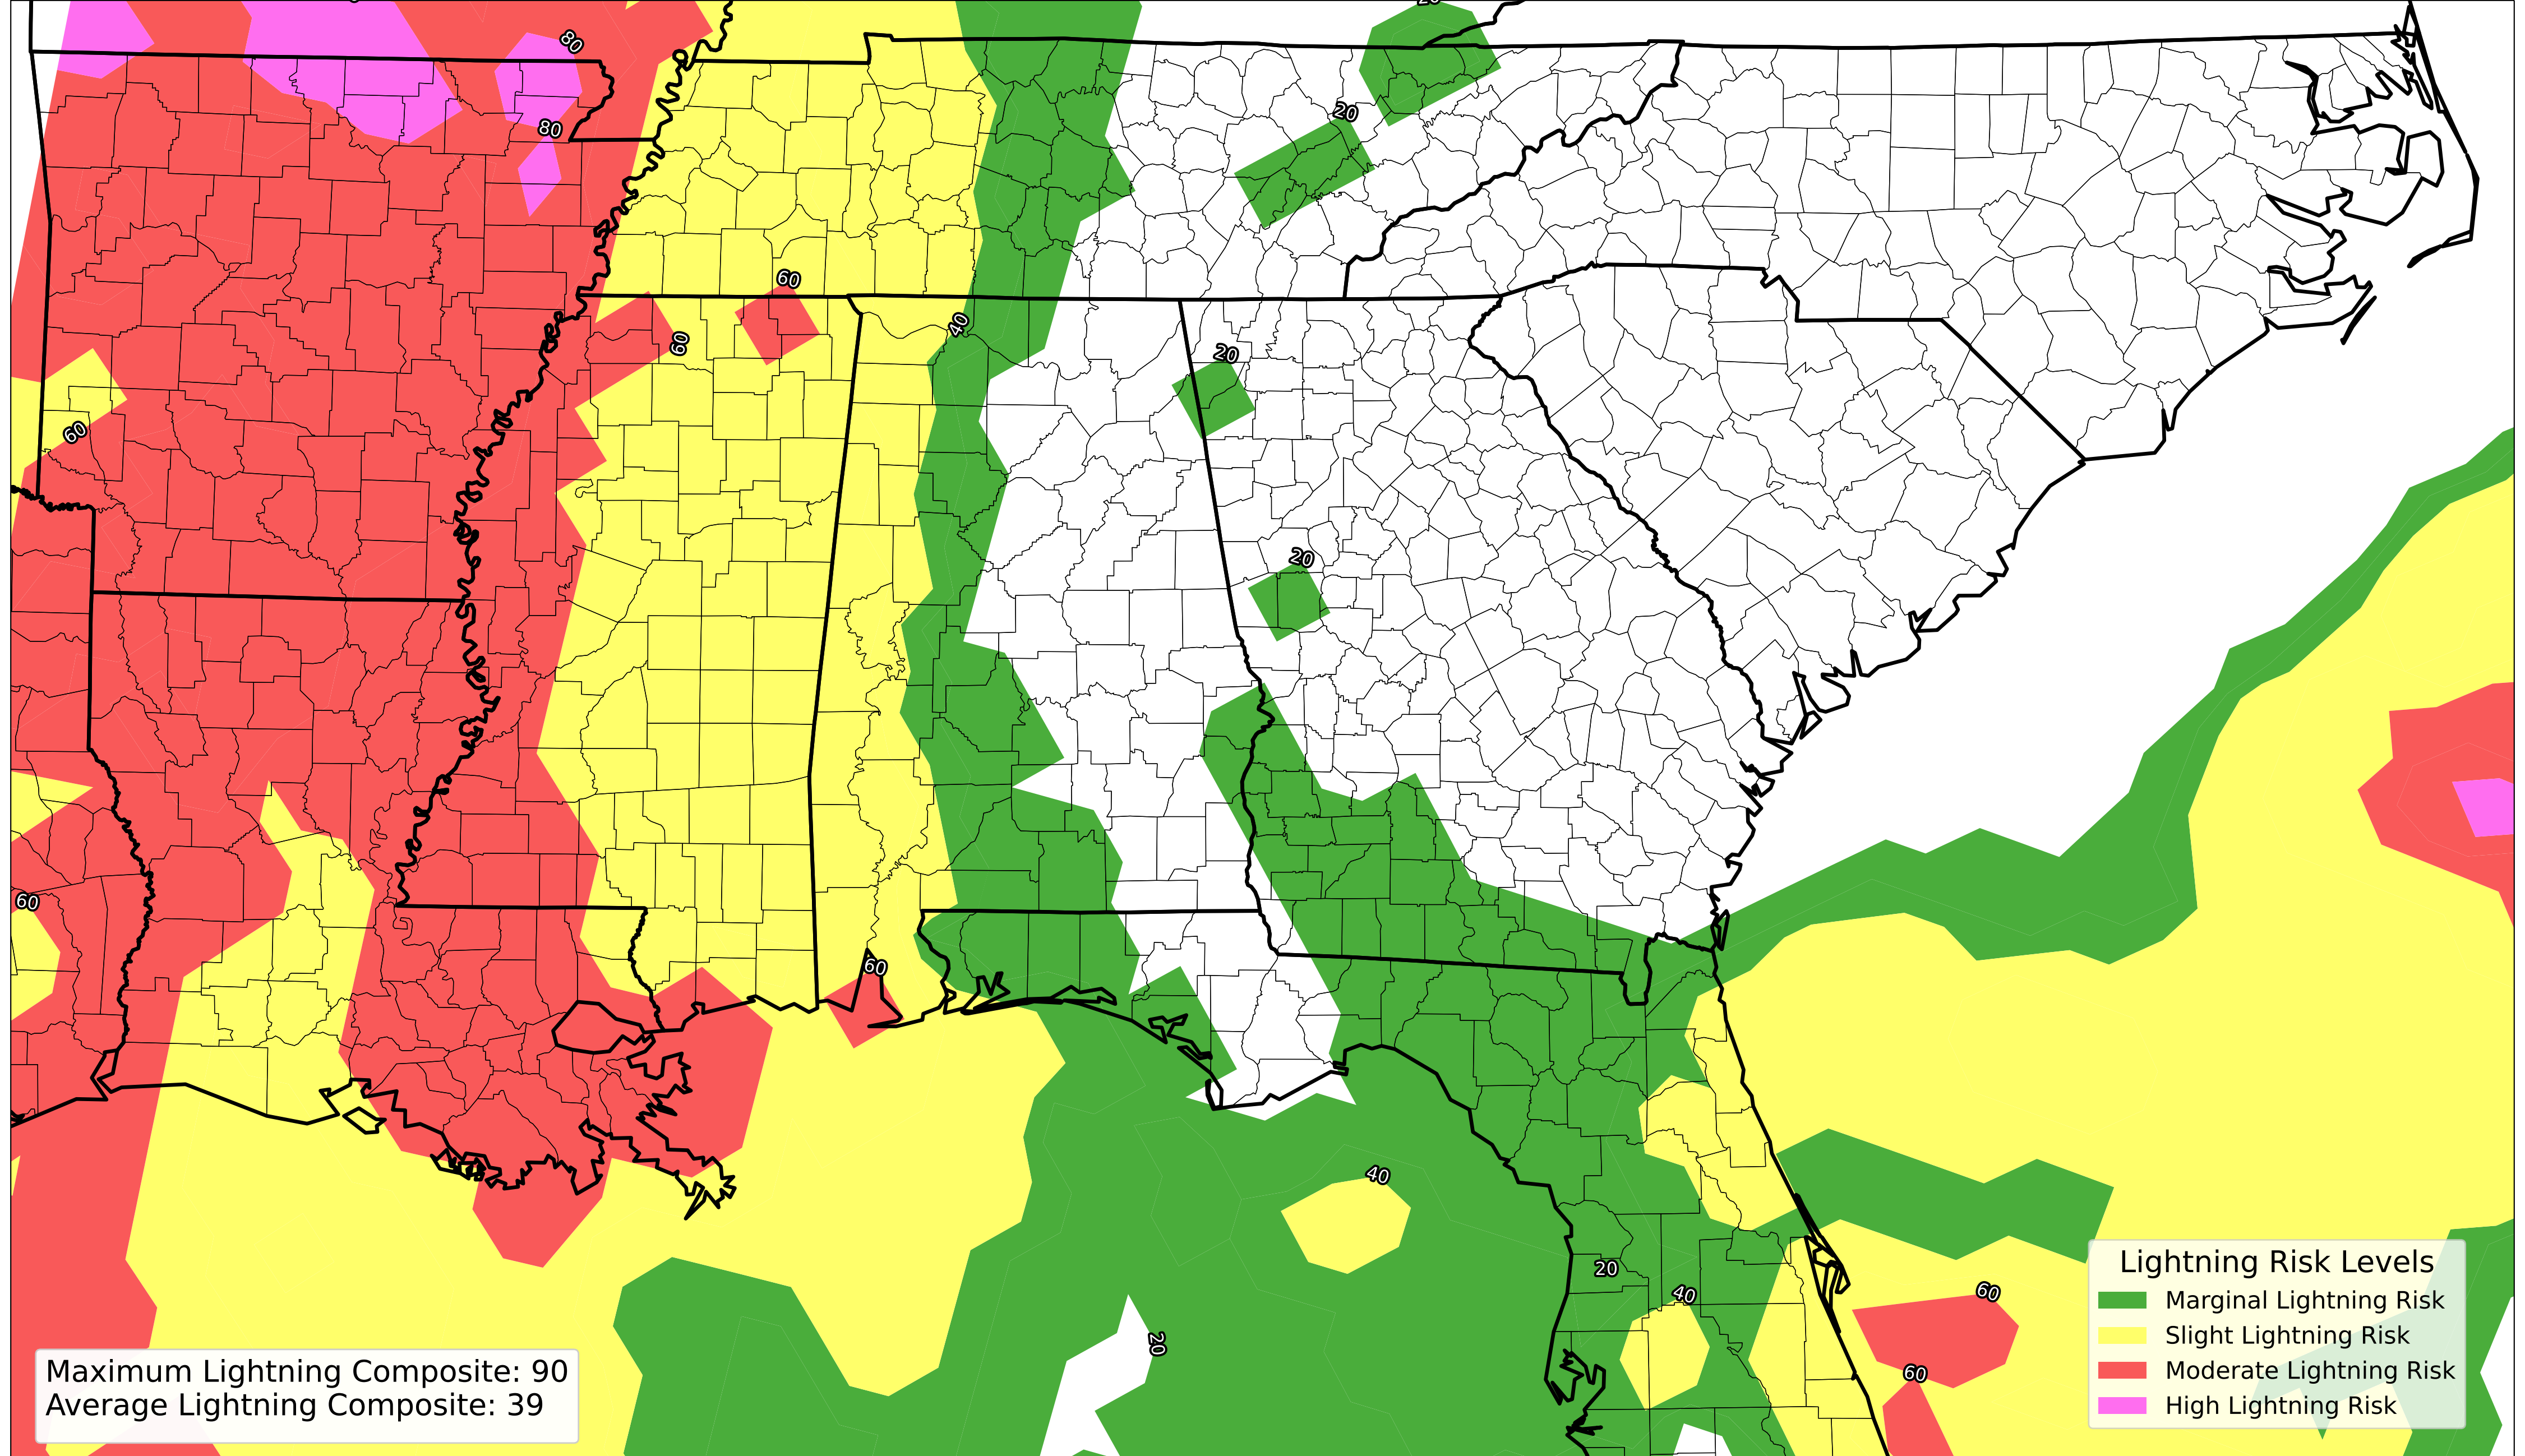 20
80
80
20
60
40
60
20
60
20
60
60
40
20
40
60
20
60
Lightning Risk Levels
Marginal Lightning Risk
Slight Lightning Risk
Moderate Lightning Risk
High Lightning Risk
Maximum Lightning Composite: 90
Average Lightning Composite: 39